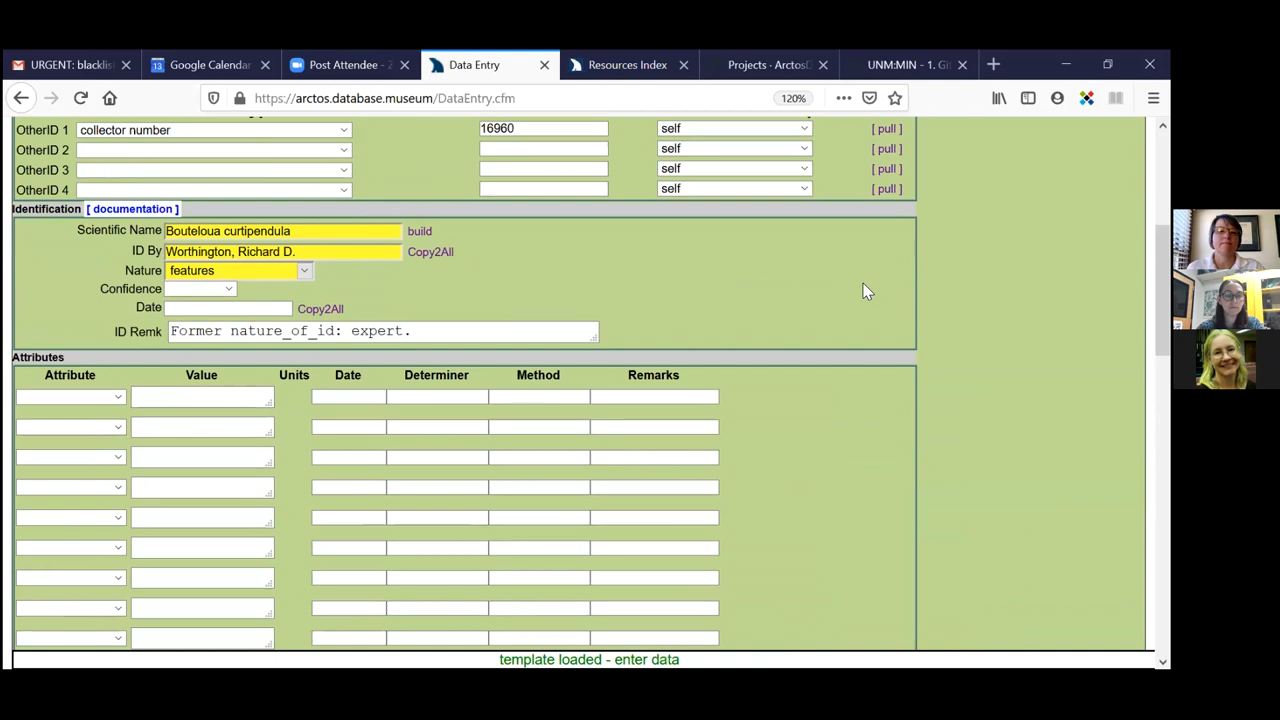 URGENT: blacklist
Google Calendar
Post Attendee - Z
Data Entry
Resources Index
Projects - ArctosD
UNM:MIN - 1. Gi
https://arctos.database.museum/DataEntry.cfm
120%
OtherID 1 collector number 16960 self [ pull ]
OtherID 2 self [ pull ]
OtherID 3 self [ pull ]
OtherID 4 self [ pull ]
Identification [ documentation ]
Scientific Name Bouteloua curtipendula build
ID By Worthington, Richard D. Copy2All
Nature features
Confidence
Date Copy2All
ID Remk Former nature_of_id: expert.
Attributes
Attribute Value Units Date Determiner Method Remarks
template loaded - enter data